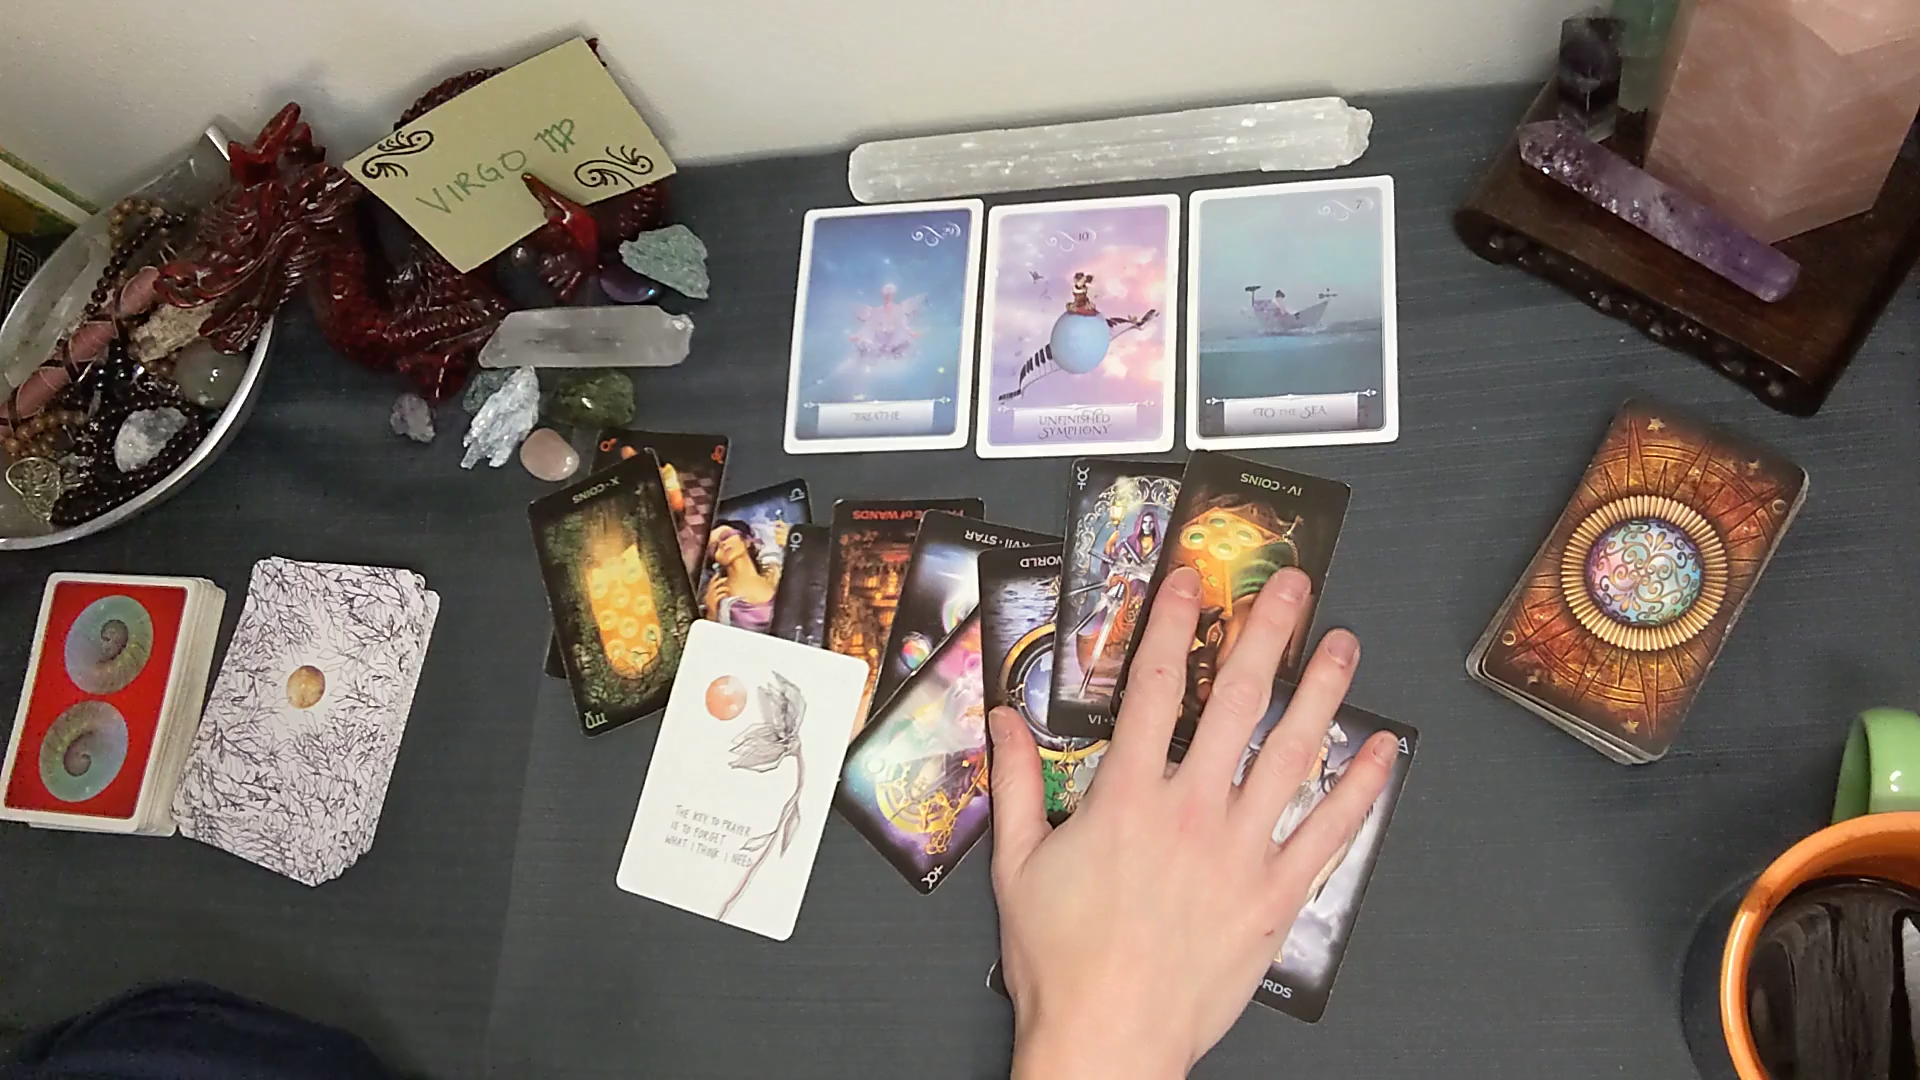 VIRGO ♍
10
7
BREATHE
UNFINISHED
SYMPHONY
TO THE SEA
X • COINS
IV • COINS
OF WANDS
XVII • STAR
WORLD
VI
THE KEY TO PRAYER
IS TO FORGET
WHAT I THINK I NEED
A
ORDS